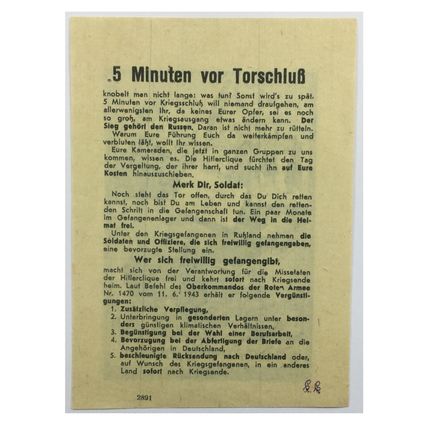 5 Minuten vor Torschluß
knobelt man nicht lange: was tun? Sonst wird's zu spät.
5 Minuten vor Kriegsschluß will niemand draufgehen, am
allerwenigsten Ihr, da keines Eurer Opfer, sei es noch
so groß, am Kriegsausgang etwas ändern kann. Der
Sieg gehört den Russen. Daran ist nicht mehr zu rütteln.
Warum Eure Führung Euch da weiterkämpfen und
verbluten läßt, wollt Ihr wissen.
Eure Kameraden, die jetzt in ganzen Gruppen zu uns
kommen, wissen es. Die Hitlerclique fürchtet den Tag
der Vergeltung, der ihrer harrt, und sucht ihn auf Eure
Kosten hinauszuschieben.
Merk Dir, Soldat:
Noch steht das Tor offen, durch das Du Dich retten
kannst, noch bist Du am Leben und kannst den retten-
den Schritt in die Gefangenschaft tun. Ein paar Monate
im Gefangenenlager und dann ist der Weg in die Hei-
mat frei.
Unter den Kriegsgefangenen in Rußland nehmen die
Soldaten und Offiziere, die sich freiwillig gefangengaben,
eine bevorzugte Stellung ein.
Wer sich freiwillig gefangengibt,
macht sich von der Verantwortung für die Missetaten
der Hitlerclique frei und kehrt sofort nach Kriegsende
heim. Laut Befehl des Oberkommandos der Roten Armee
Nr. 1470 vom 11. 6. 1943 erhält er folgende Vergünsti-
gungen:
1. Zusätzliche Verpflegung,
2. Unterbringung in gesonderten Lagern unter beson-
ders günstigen klimatischen Verhältnissen,
3. Begünstigung bei der Wahl einer Berufsarbeit,
4. Bevorzugung bei der Abfertigung der Briefe an die
Angehörigen in Deutschland,
5. beschleunigte Rücksendung nach Deutschland oder,
auf Wunsch des Kriegsgefangenen, in ein anderes
Land sofort nach Kriegsende.
2891